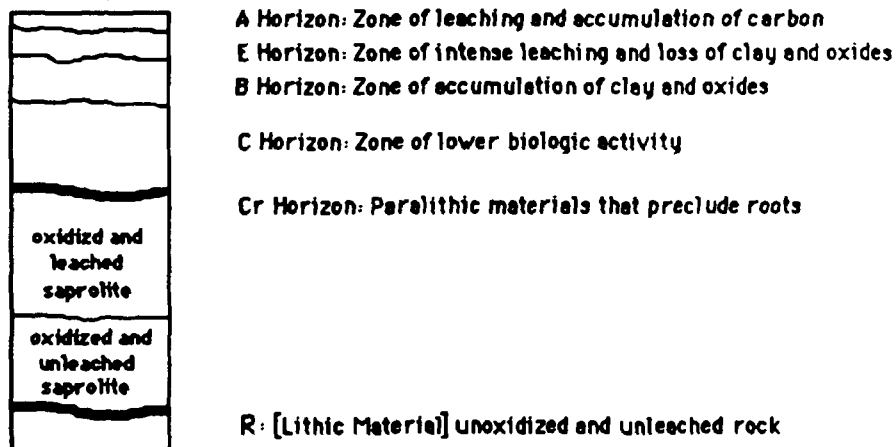 A Horizon: Zone of leaching and accumulation of carbon
E Horizon: Zone of intense leaching and loss of clay and oxides
B Horizon: Zone of accumulation of clay and oxides
C Horizon: Zone of lower biologic activity
Cr Horizon: Paralithic materials that preclude roots
oxidizd and
leached
saprolite
oxidized and
unleached
saprolite
R: [Lithic Material] unoxidized and unleached rock